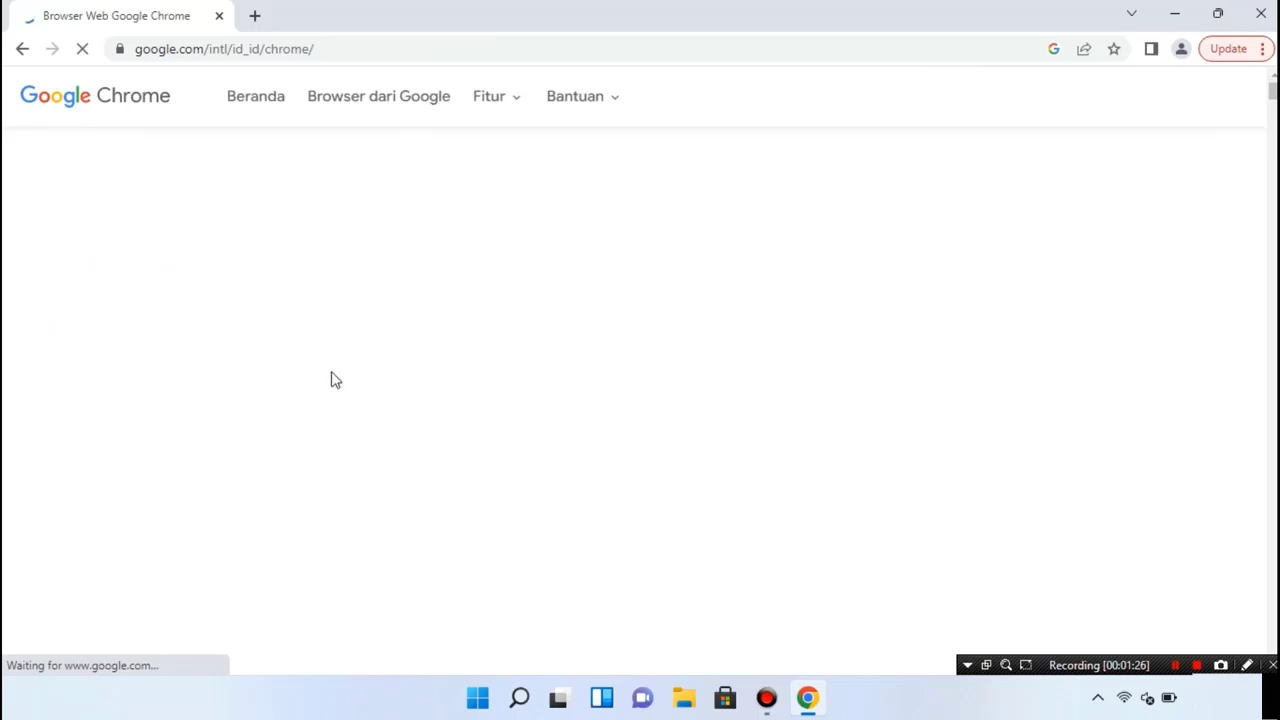 Browser Web Google Chrome
google.com/intl/id_id/chrome/
Update
Google Chrome
Beranda
Browser dari Google
Fitur
Bantuan
Waiting for www.google.com...
Recording [00:01:26]